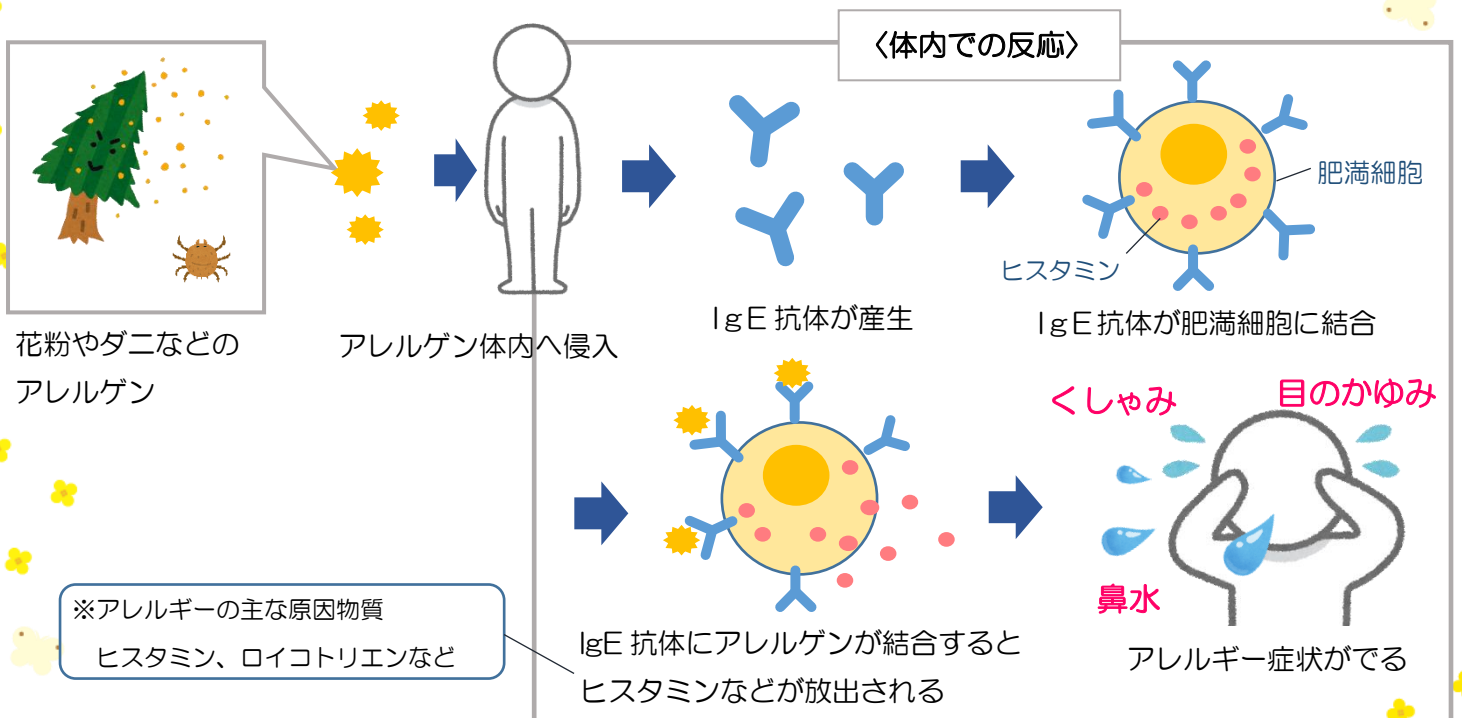 〈体内での反応〉
肥満細胞
ヒスタミン
花粉やダニなどの
アレルゲン
アレルゲン体内へ侵入
IgE 抗体が産生
IgE抗体が肥満細胞に結合
くしゃみ
目のかゆみ
鼻水
※アレルギーの主な原因物質
ヒスタミン、ロイコトリエンなど
IgE 抗体にアレルゲンが結合すると
ヒスタミンなどが放出される
アレルギー症状がでる